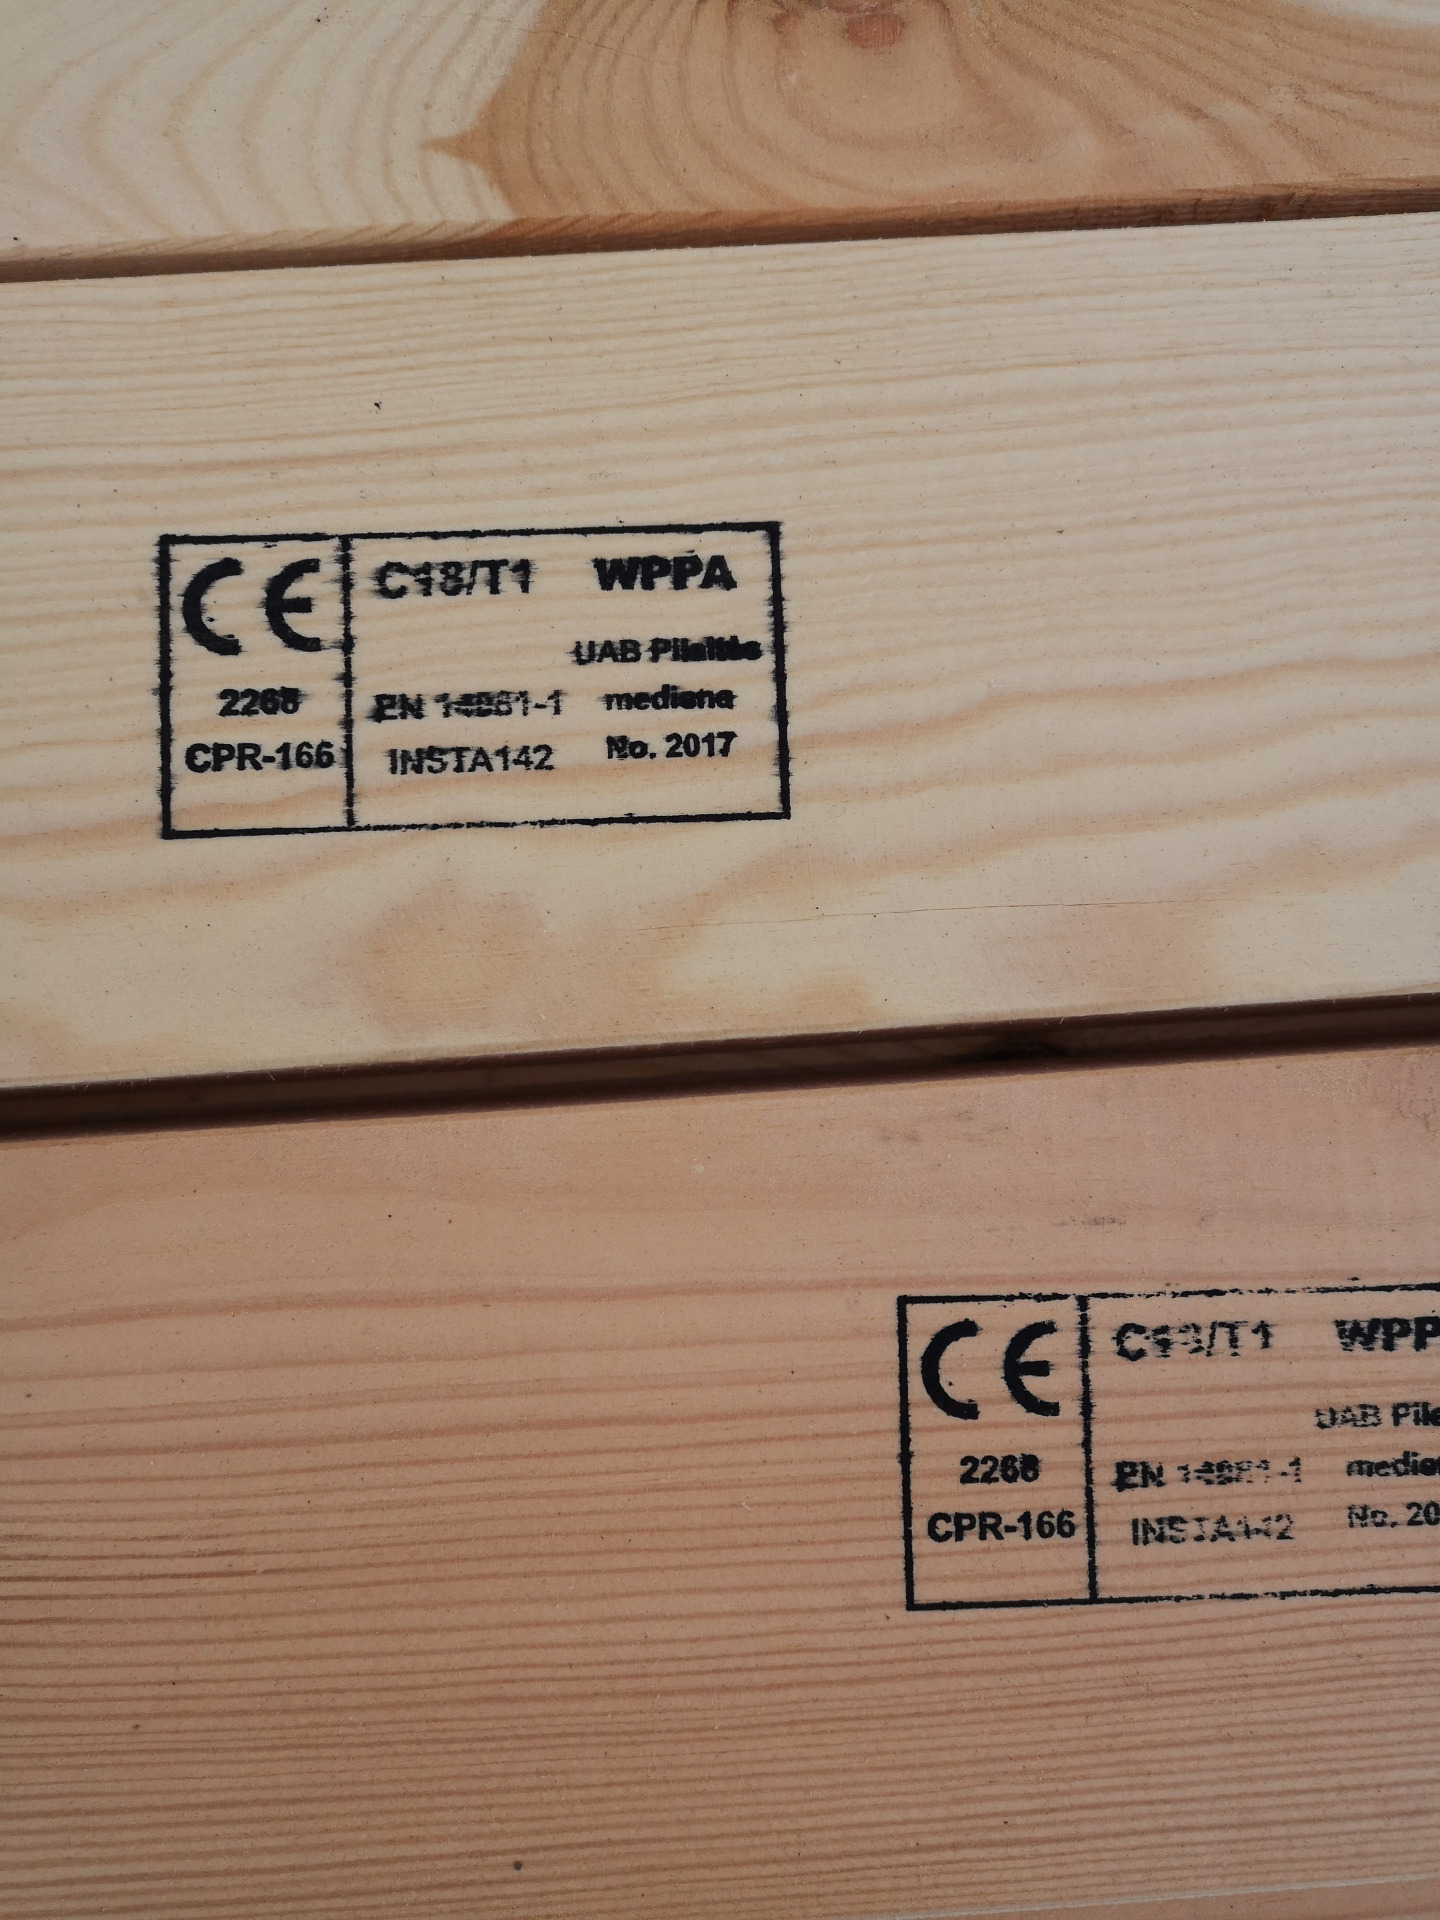 CE C18/T1 WPPA
UAB Pilaitės
2268 EN 14081-1 mediena
CPR-166 INSTA142 No. 2017
CE C18/T1 WPP
UAB Pila
2268 EN 14081-1 medie
CPR-166 INSTA142 No. 20